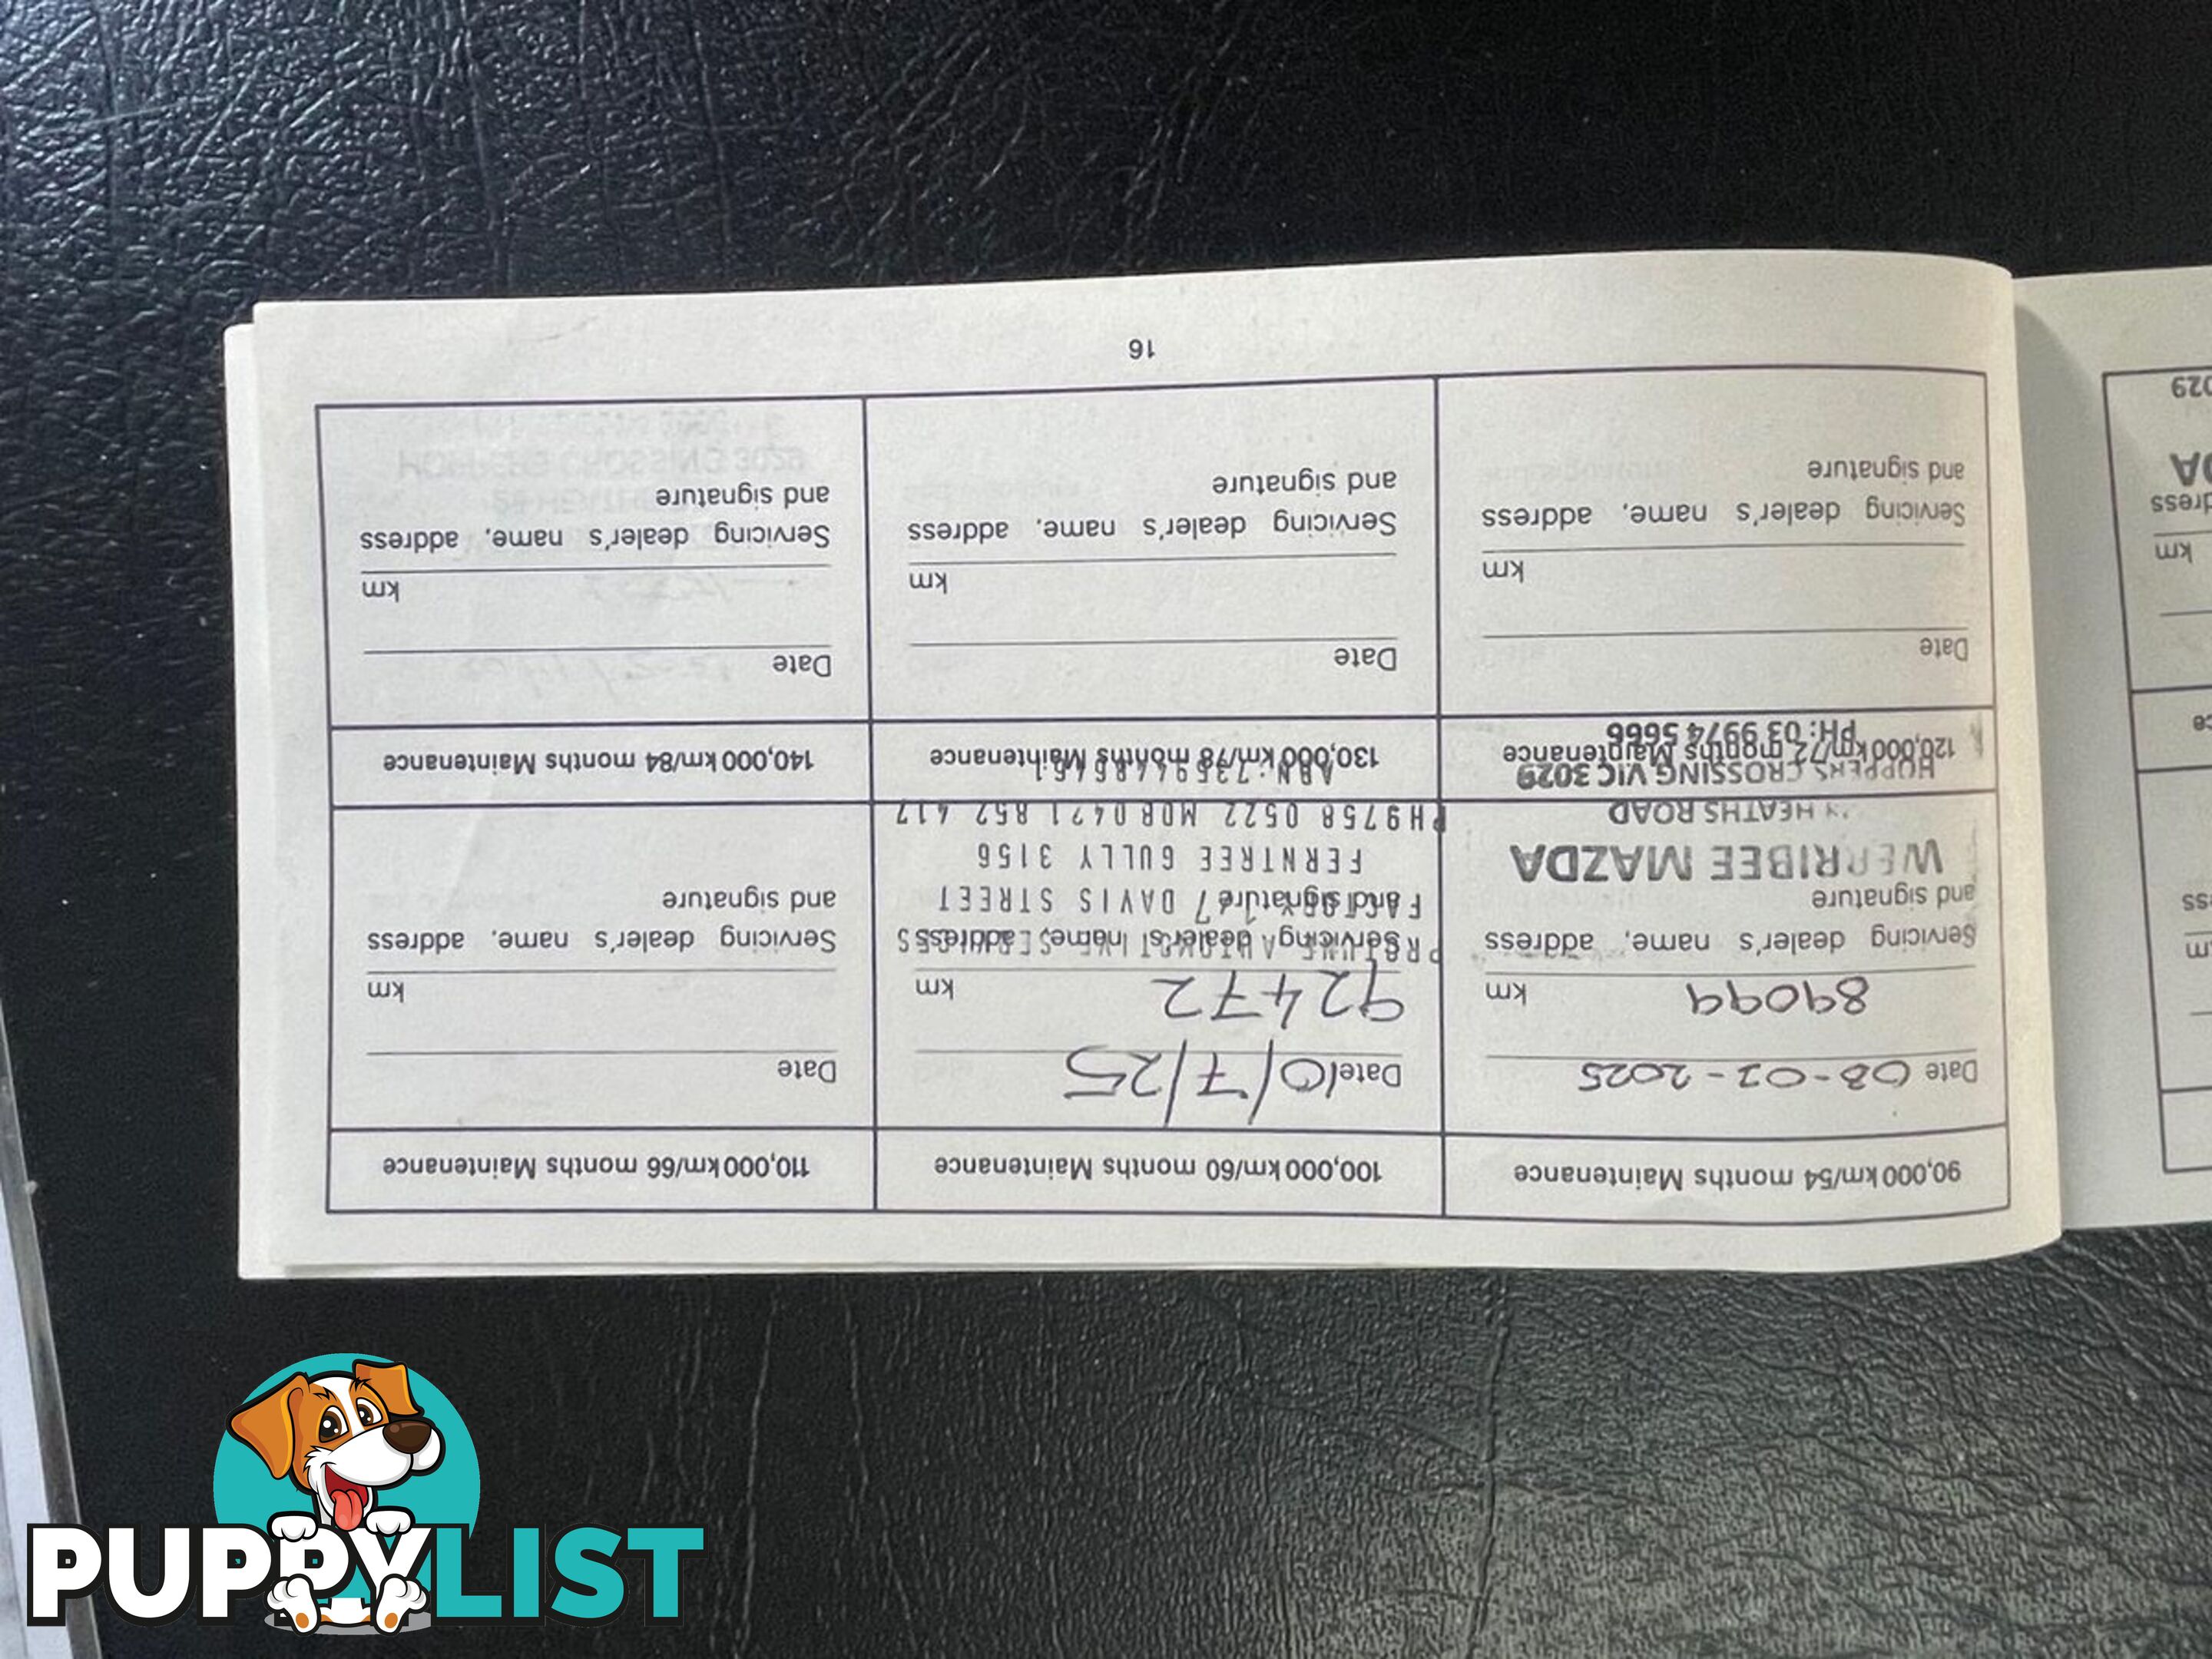 90,000 km/54 months Maintenance
Date 08-02-2025
89099 km
Servicing dealer's name, address
and signature
WERRIBEE MAZDA
HEATHS ROAD
HOPPERS CROSSING VIC 3029
PH: 03 9974 5666
100,000 km/60 months Maintenance
Date 10/7/25
92472 km
Servicing dealer's name, address
and signature
DAVIS STREET
FERNTREE GULLY 3156
PH9758 0522 MOB 0421 852 417
110,000 km/66 months Maintenance
Date
km
Servicing dealer's name, address
and signature
120,000 km/72 months Maintenance
Date
km
Servicing dealer's name, address
and signature
130,000 km/78 months Maintenance
Date
km
Servicing dealer's name, address
and signature
140,000 km/84 months Maintenance
Date
km
Servicing dealer's name, address
and signature
16
km
DA
029
PUPPYLIST